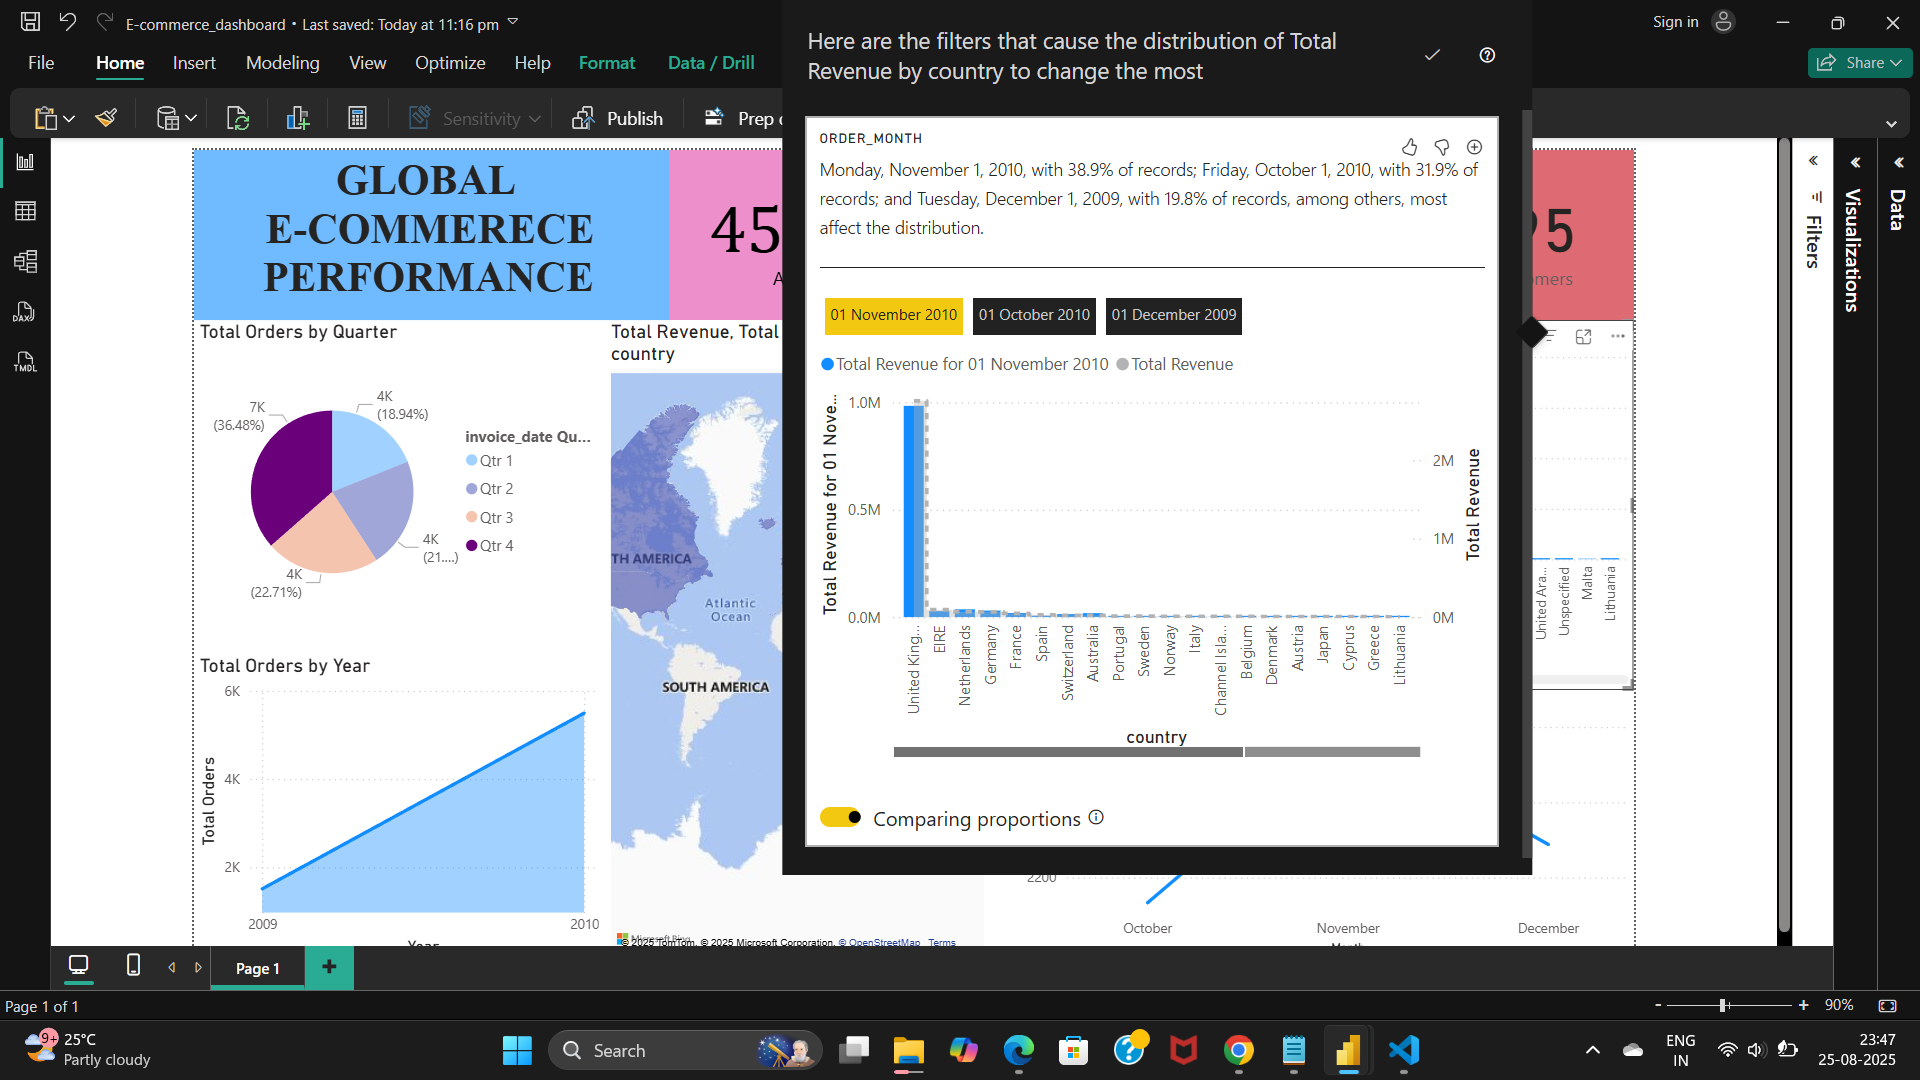 E-commerce_dashboard • Last saved: Today at 11:16 pm
Sign in
File
Home
Insert
Modeling
View
Optimize
Help
Format
Data / Drill
Share
Sensitivity
Publish
Prep
Here are the filters that cause the distribution of Total
Revenue by country to change the most
ORDER_MONTH
Monday, November 1, 2010, with 38.9% of records; Friday, October 1, 2010, with 31.9% of
records; and Tuesday, December 1, 2009, with 19.8% of records, among others, most
affect the distribution.
01 November 2010
01 October 2010
01 December 2009
Total Revenue for 01 November 2010
Total Revenue
Total Revenue for 01 Nove...
1.0M
0.5M
0.0M
2M
1M
0M
Total Revenue
United King...
EIRE
Netherlands
Germany
France
Spain
Switzerland
Australia
Portugal
Sweden
Norway
Italy
Channel Isla...
Belgium
Denmark
Austria
Japan
Cyprus
Greece
Lithuania
country
Comparing proportions
GLOBAL
E-COMMERECE
PERFORMANCE
45
A
5
mers
Total Orders by Quarter
7K
(36.48%)
4K
(18.94%)
4K
(21....)
4K
(22.71%)
invoice_date Qu...
Qtr 1
Qtr 2
Qtr 3
Qtr 4
Total Revenue, Total
country
TH AMERICA
Atlantic
Ocean
SOUTH AMERICA
Microsoft Bing
© 2025 TomTom, © 2025 Microsoft Corporation, © OpenStreetMap Terms
Total Orders by Year
Total Orders
6K
4K
2K
2009
2010
Year
United Ara...
Unspecified
Malta
Lithuania
2200
October
November
December
Month
Filters
Visualizations
Data
DAX
TMDL
Page 1
Page 1 of 1
- + 90%
9+
25°C
Partly cloudy
Search
ENG
IN
23:47
25-08-2025